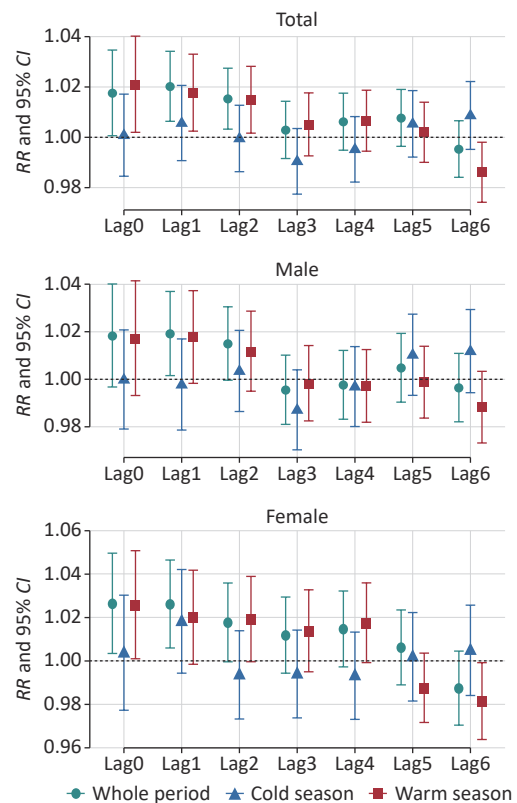 Total
RR and 95% CI
1.04
1.02
1.00
0.98
Lag0 Lag1 Lag2 Lag3 Lag4 Lag5 Lag6
Male
RR and 95% CI
1.04
1.02
1.00
0.98
Lag0 Lag1 Lag2 Lag3 Lag4 Lag5 Lag6
Female
RR and 95% CI
1.06
1.04
1.02
1.00
0.98
0.96
Lag0 Lag1 Lag2 Lag3 Lag4 Lag5 Lag6
Whole period Cold season Warm season